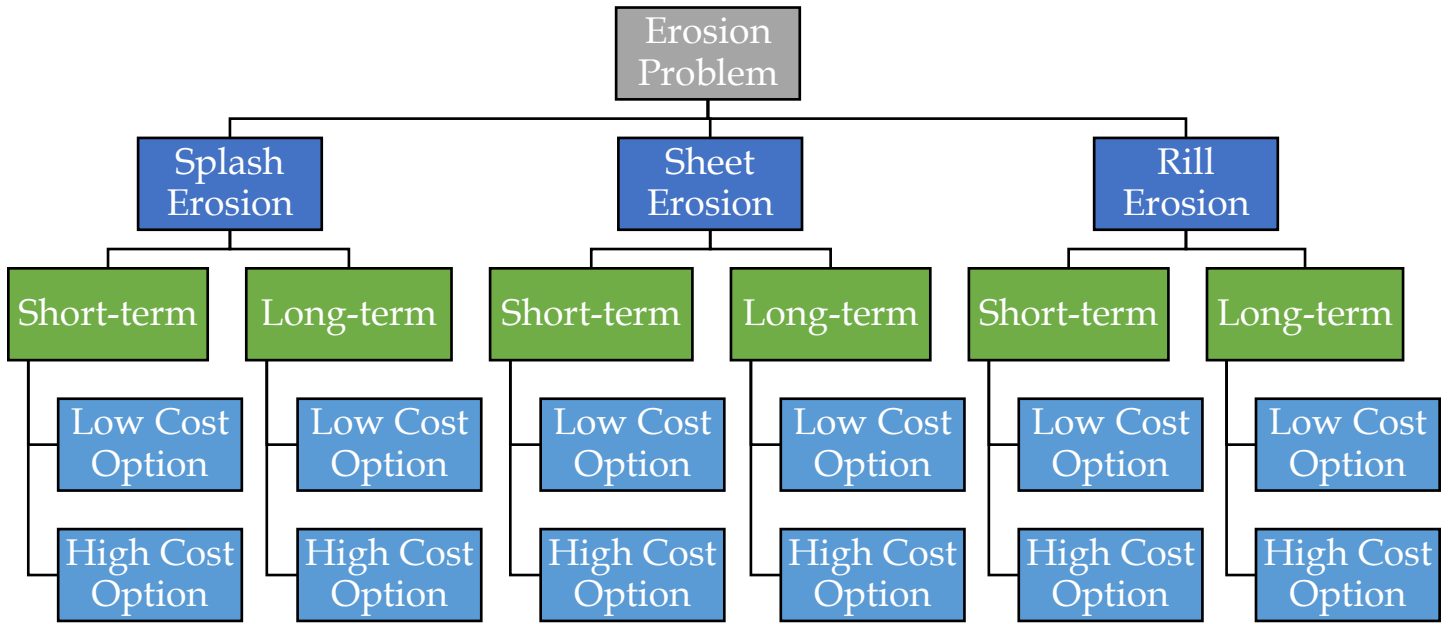 Erosion
Problem
Splash
Erosion
Sheet
Erosion
Rill
Erosion
Short-term
Long-term
Short-term
Long-term
Short-term
Long-term
Low Cost
Option
Low Cost
Option
Low Cost
Option
Low Cost
Option
Low Cost
Option
Low Cost
Option
High Cost
Option
High Cost
Option
High Cost
Option
High Cost
Option
High Cost
Option
High Cost
Option